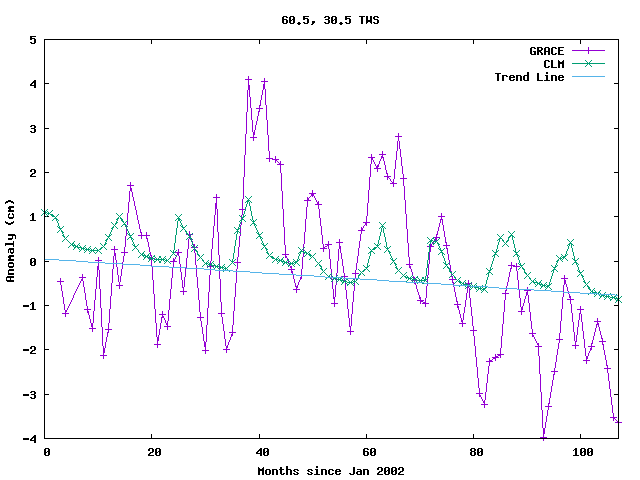 60.5, 30.5 TWS
GRACE
CLM
Trend Line
Anomaly (cm)
5
4
3
2
1
0
-1
-2
-3
-4
0 20 40 60 80 100
Months since Jan 2002